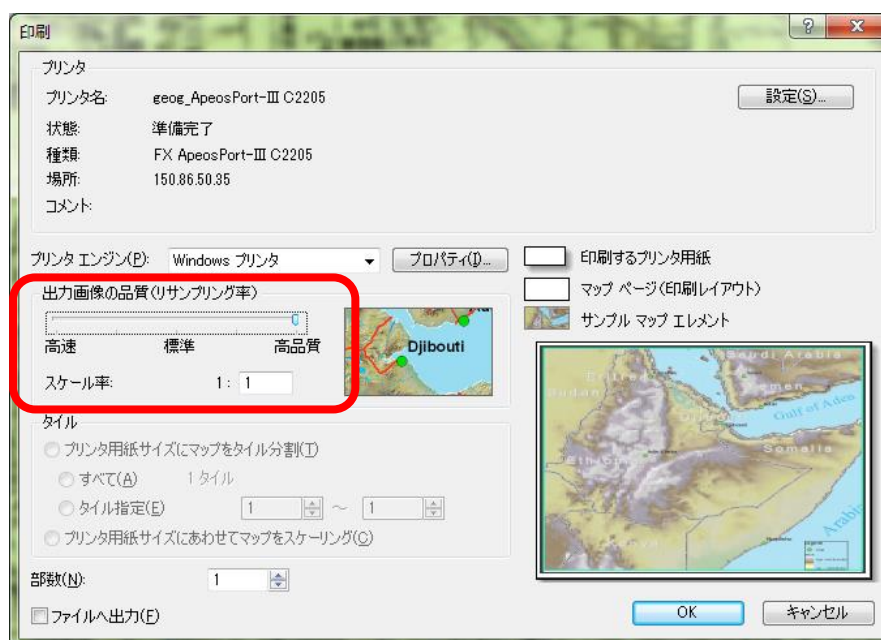 印刷
プリンタ
プリンタ名: geog_ApeosPort-Ⅲ C2205
設定(S)...
状態: 準備完了
種類: FX ApeosPort-Ⅲ C2205
場所: 150.86.50.35
コメント:
プリンタ エンジン(P): Windows プリンタ
プロパティ(I)...
印刷するプリンタ用紙
マップ ページ(印刷レイアウト)
サンプル マップ エレメント
出力画像の品質(リサンプリング率)
高速 標準 高品質
スケール率: 1: 1
Djibouti
Saudi Arabia
Eritrea
Yemen
Sudan
Gulf of Aden
Somalia
Ethiopia
タイル
プリンタ用紙サイズにマップをタイル分割(T)
すべて(A) 1 タイル
タイル指定(E) 1 ～ 1
プリンタ用紙サイズにあわせてマップをスケーリング(C)
部数(N): 1
ファイルへ出力(F)
OK
キャンセル